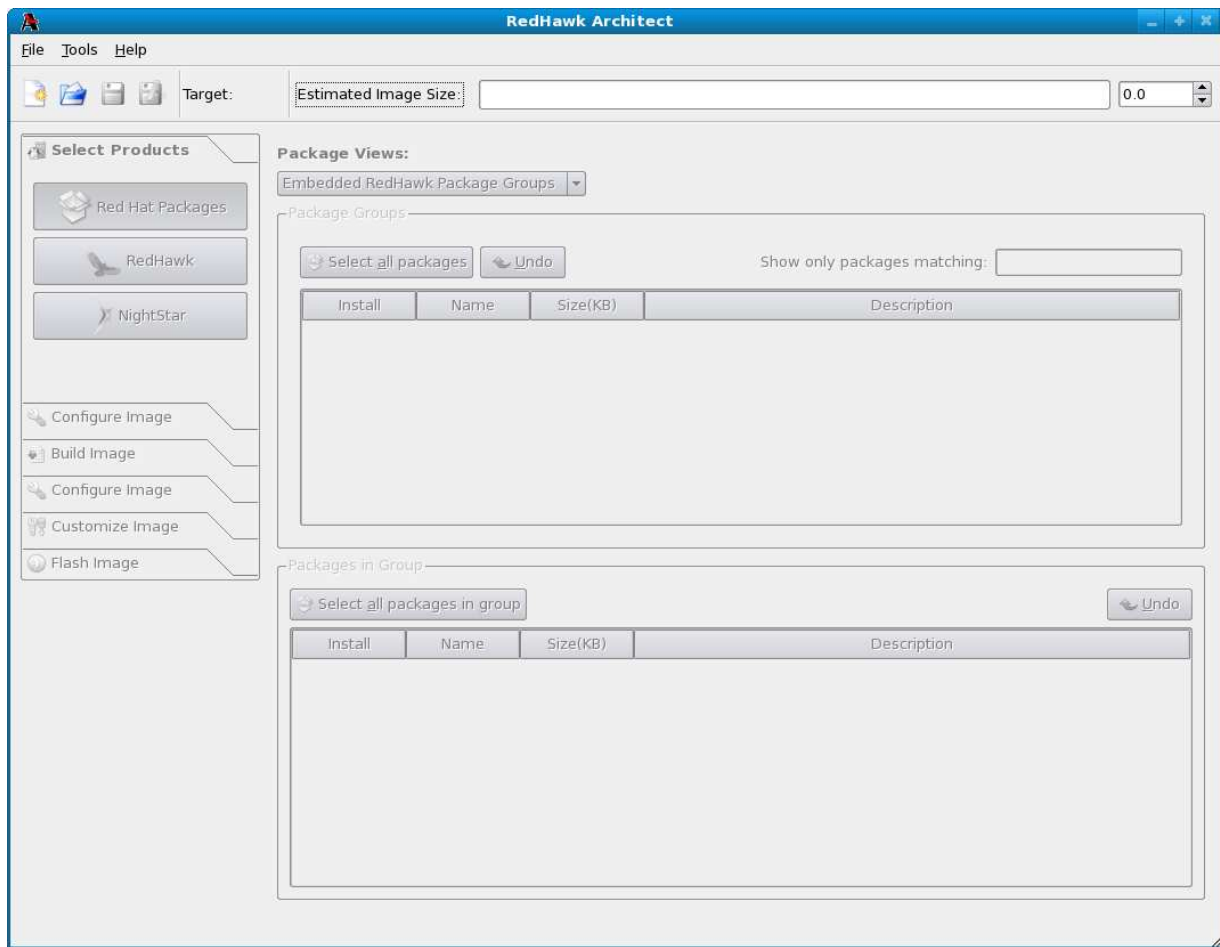 RedHawk Architect
File Tools Help
Target:
Estimated Image Size:
0.0
Select Products
Red Hat Packages
RedHawk
NightStar
Configure Image
Build Image
Configure Image
Customize Image
Flash Image
Package Views:
Embedded RedHawk Package Groups
Package Groups
Select all packages
Undo
Show only packages matching:
Install Name Size(KB) Description
Packages in Group
Select all packages in group
Undo
Install Name Size(KB) Description